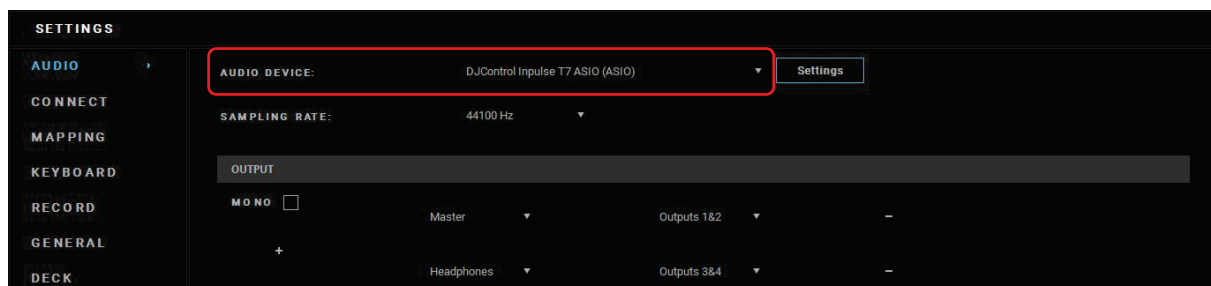 SETTINGS
AUDIO
CONNECT
MAPPING
KEYBOARD
RECORD
GENERAL
DECK
AUDIO DEVICE: DJControl Inpulse T7 ASIO (ASIO) Settings
SAMPLING RATE: 44100 Hz
OUTPUT
MONO
Master Outputs 1&2 –
+
Headphones Outputs 3&4 –